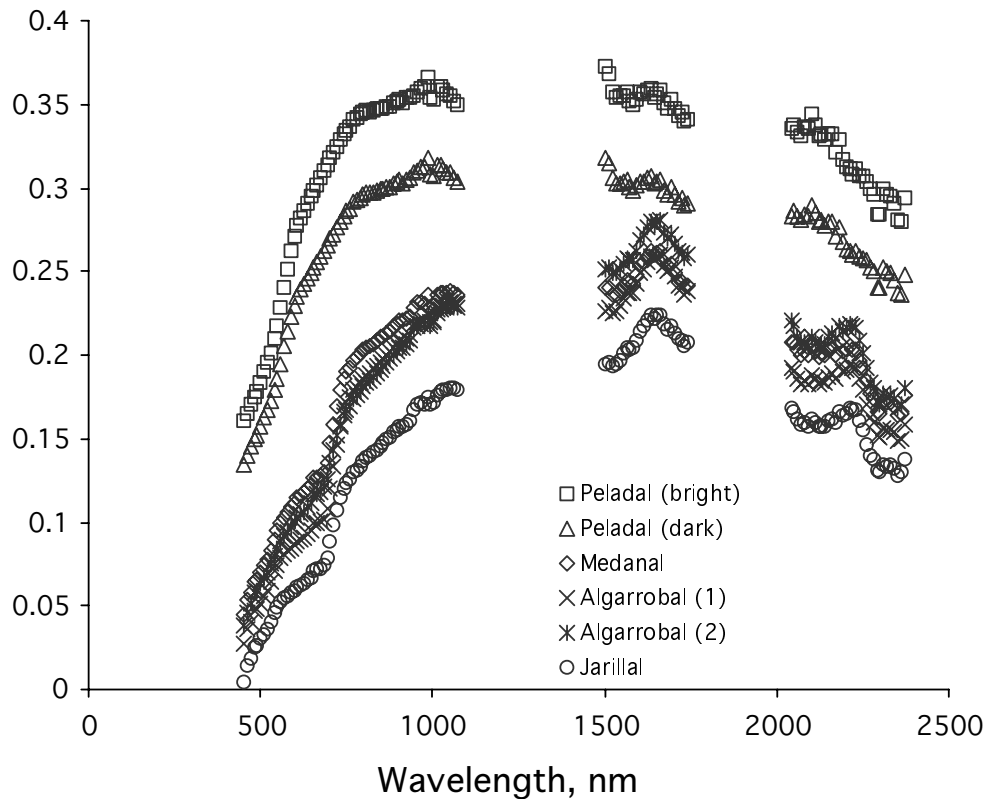 0.4
0.35
0.3
0.25
0.2
0.15
0.1
0.05
0
Peladal (bright)
Peladal (dark)
Medanal
Algarrobal (1)
Algarrobal (2)
Jarillal
0 500 1000 1500 2000 2500
Wavelength, nm